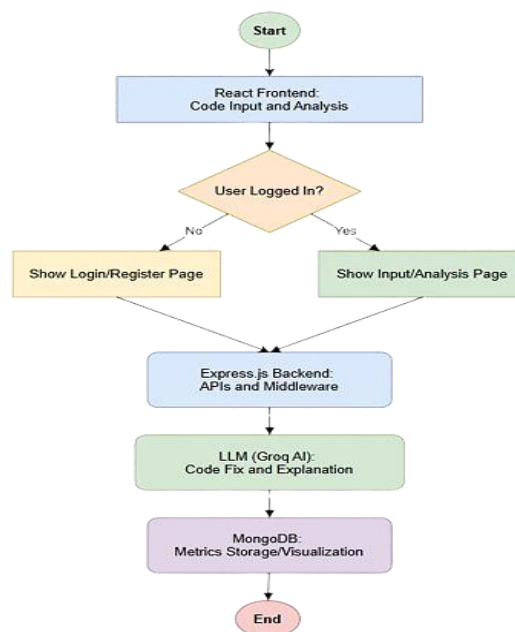 Start
React Frontend:
Code Input and Analysis
User Logged In?
No
Yes
Show Login/Register Page
Show Input/Analysis Page
Express.js Backend:
APIs and Middleware
LLM (Groq AI):
Code Fix and Explanation
MongoDB:
Metrics Storage/Visualization
End